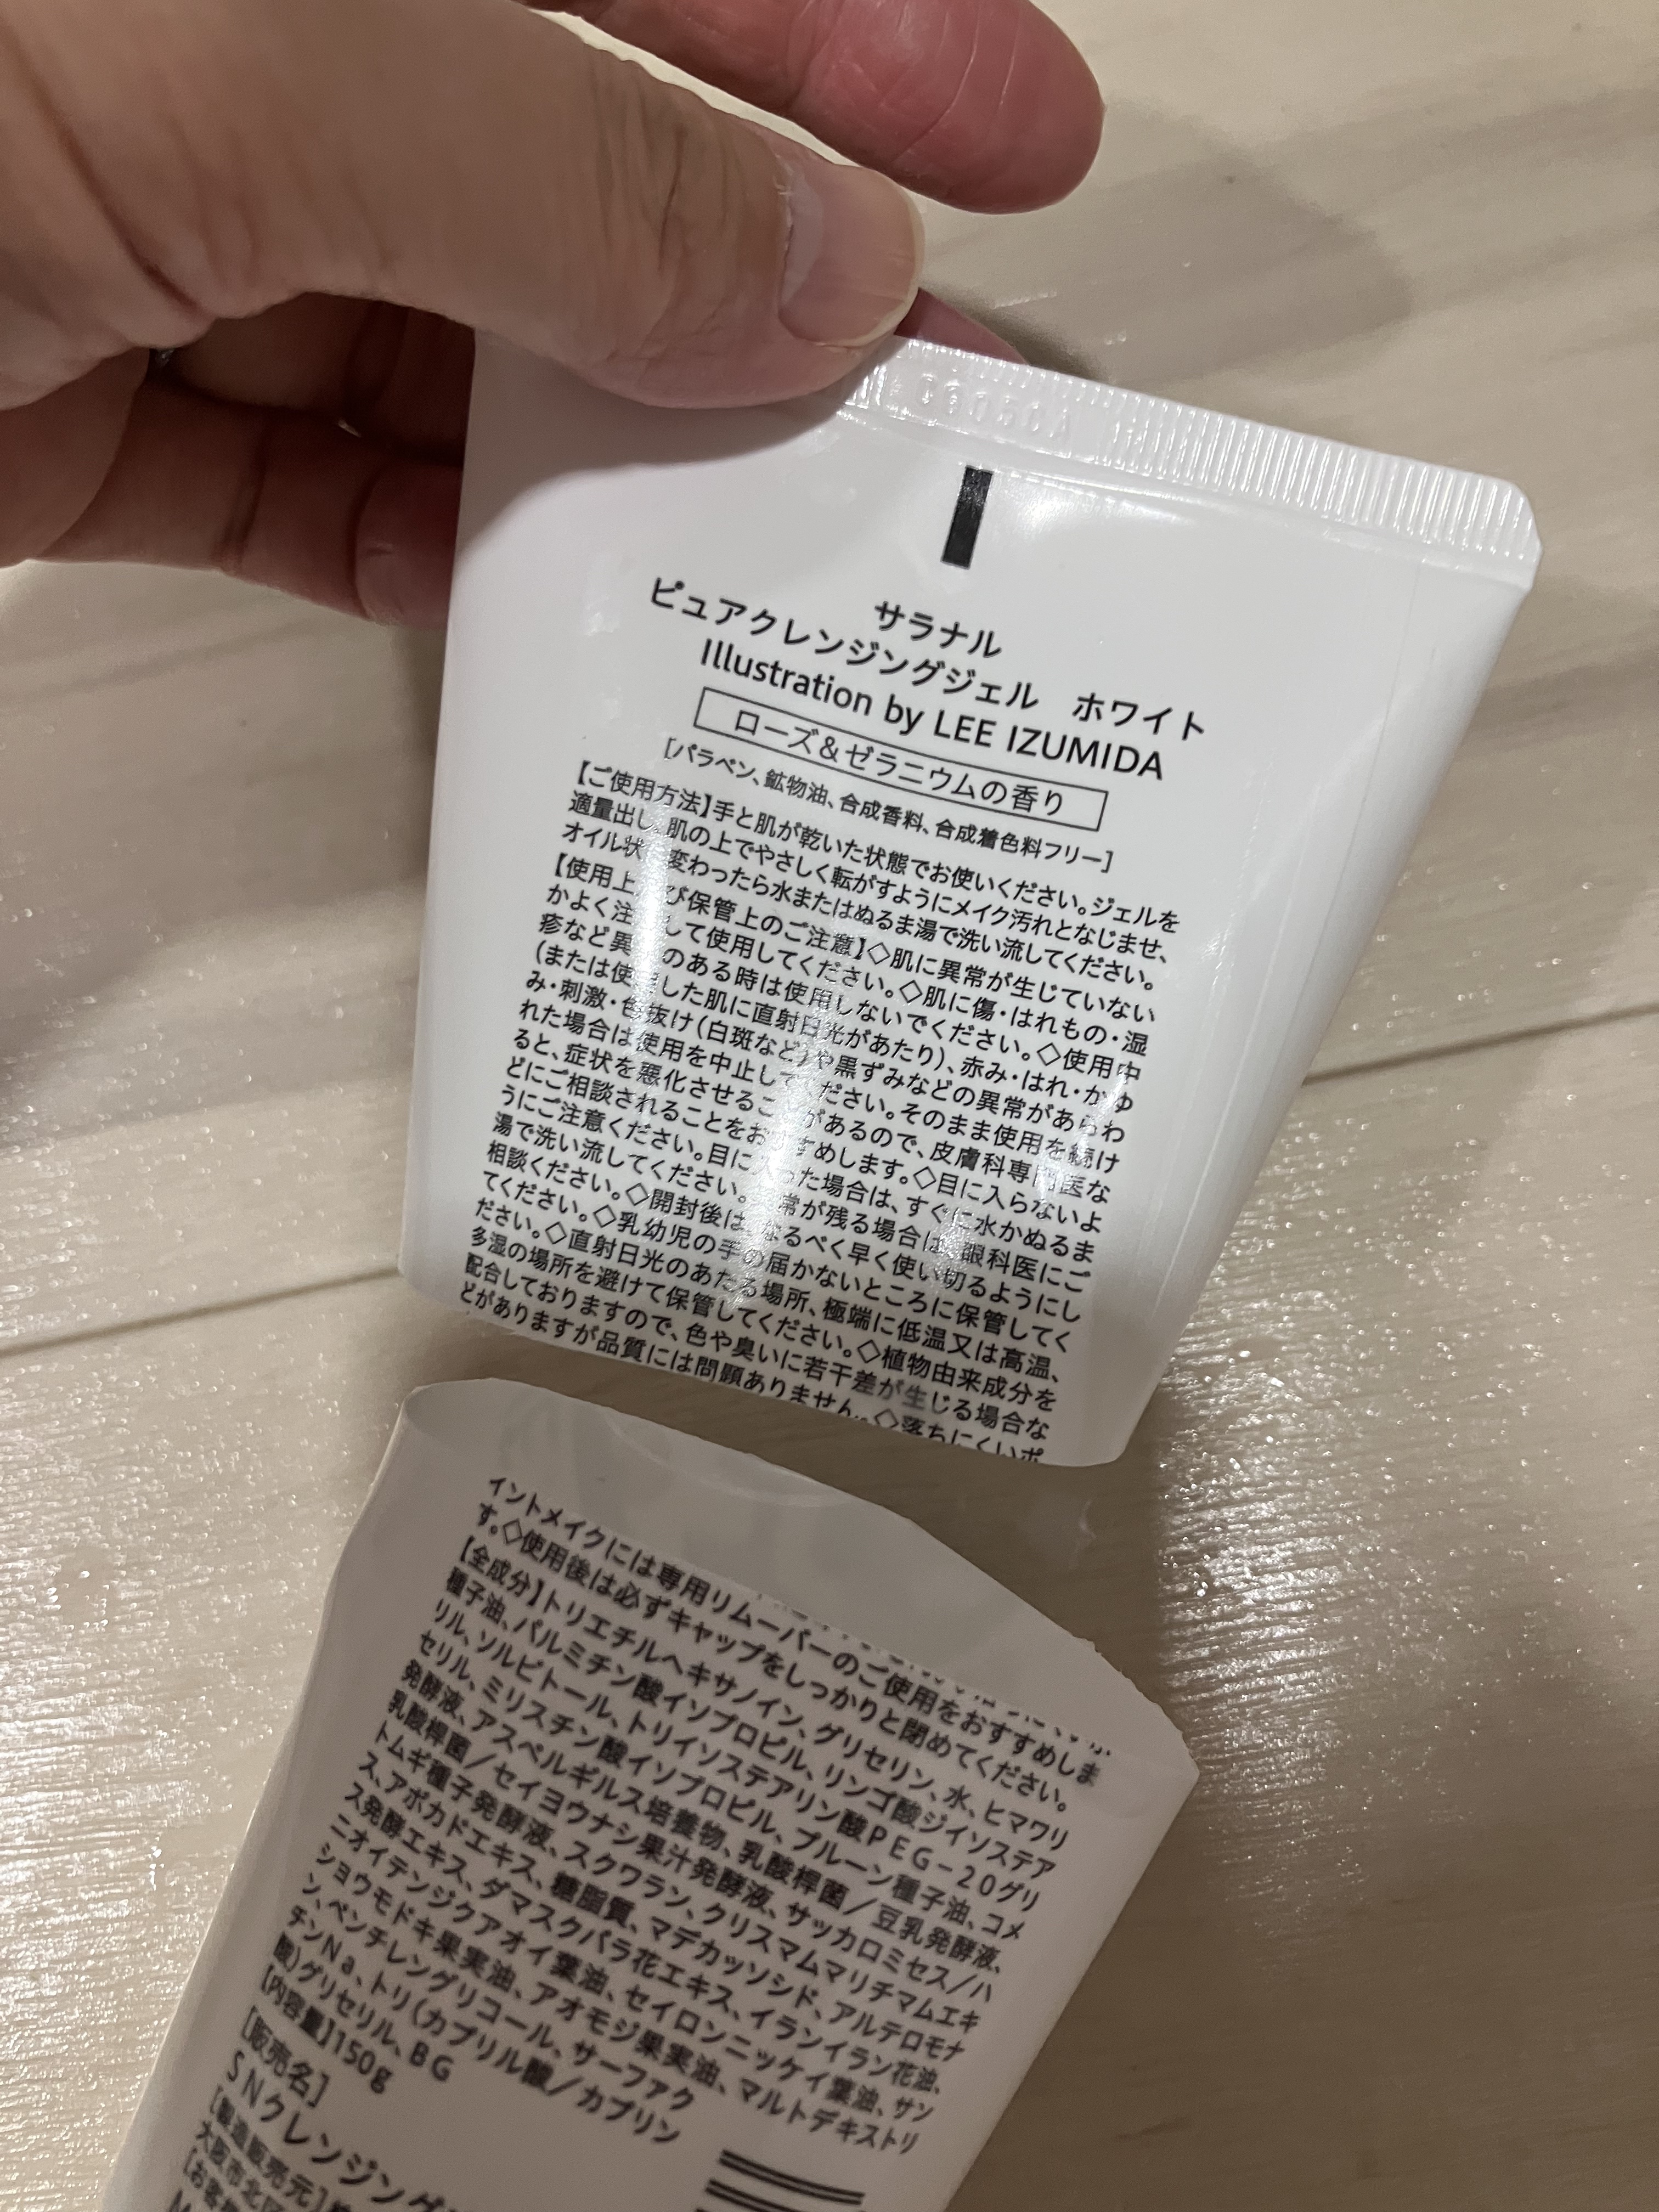 サラナル
ピュアクレンジングジェル　ホワイト
Illustration by LEE IZUMIDA
ローズ&ゼラニウムの香り
[パラベン、鉱物油、合成香料、合成着色料フリー]
【ご使用方法】手と肌が乾いた状態でお使いください。ジェルを
適量出し、肌の上でやさしく転がすようにメイク汚れとなじませ、
オイル状に変わったら水またはぬるま湯で洗い流してください。
【使用上及び保管上のご注意】◇肌に異常が生じていない
かよく注意して使用してください。◇肌に傷・はれもの・湿
疹など異常のある時は使用しないでください。◇使用中
(または使用した肌に直射日光があたり)、赤み・はれ・かゆ
み・刺激・色抜け(白斑など)や黒ずみなどの異常があらわ
れた場合は使用を中止してください。そのまま使用を続け
ると、症状を悪化させることがあるので、皮膚科専門医な
どにご相談されることをおすすめします。◇目に入らないよ
うにご注意ください。目に入った場合は、すぐに水かぬるま
湯で洗い流してください。異常が残る場合は、眼科医にご
相談ください。◇開封後はなるべく早く使い切るようにし
てください。◇乳幼児の手の届かないところに保管してく
ださい。◇直射日光のあたる場所、極端に低温又は高温、
多湿の場所を避けて保管してください。◇植物由来成分を
配合しておりますので、色や臭いに若干差が生じる場合な
どがありますが品質には問題ありません。◇落ちにくいポ
イントメイクには専用リムーバーのご使用をおすすめしま
す。◇使用後は必ずキャップをしっかりと閉めてください。
【全成分】トリエチルヘキサノイン、グリセリン、水、ヒマワリ
種子油、パルミチン酸イソプロピル、リンゴ酸ジイソステア
リル、ソルビトール、トリイソステアリン酸PEG-20グリ
セリル、ミリスチン酸イソプロピル、プルーン種子油、コメ
発酵液、アスペルギルス培養物、乳酸桿菌/豆乳発酵液、
乳酸桿菌/セイヨウナシ果汁発酵液、サッカロミセス/ハ
トムギ種子発酵液、スクワラン、クリスマムマリチマムエキ
ス、アボカドエキス、糖脂質、マデカッソシド、アルテロモナ
ス発酵エキス、ダマスクバラ花エキス、イランイラン花油、
ニオイテンジクアオイ葉油、セイロンニッケイ葉油、サン
ショウモドキ果実油、アオモジ果実油、マルトデキストリ
ン、ペンチレングリコール、サーファク
チンNa、トリ(カプリル酸/カプリン
酸)グリセリル、BG
【内容量】150g
[販売名]
SNクレンジング
[製造販売元]
大阪市北区
[お客様